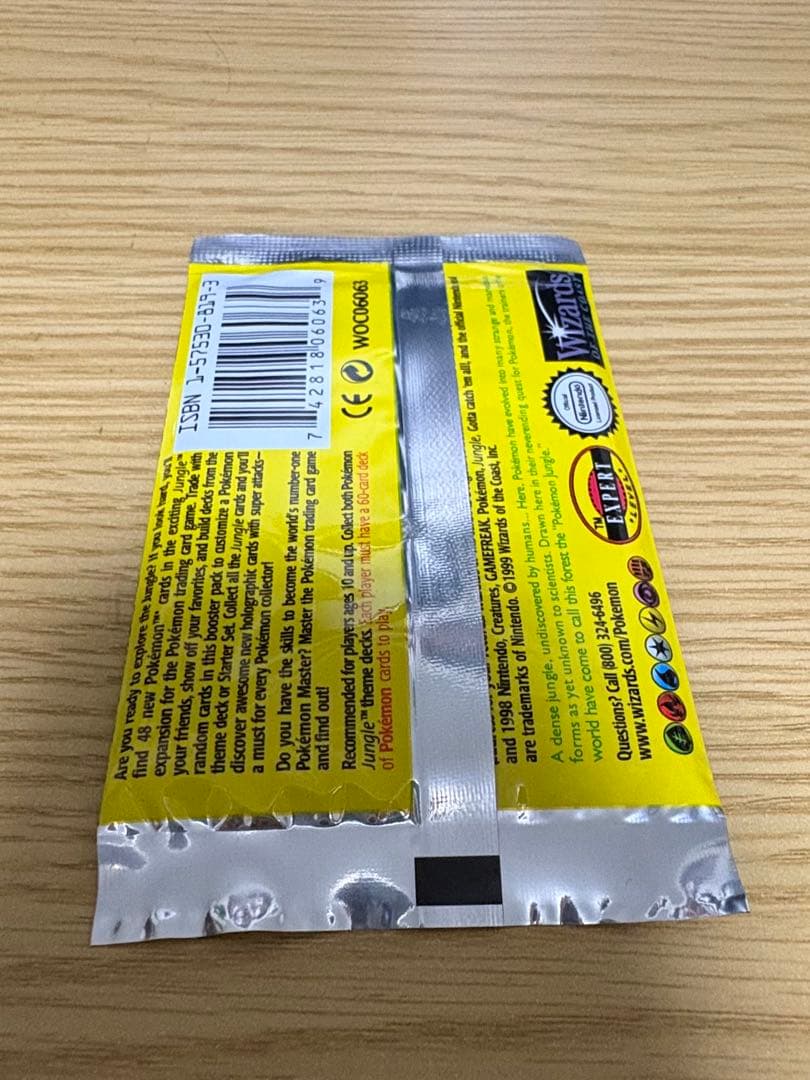 Are you ready to explore the Jungle? If you look hard, you'll
find 48 new Pokémon™ cards in the exciting Jungle™
expansion for the Pokémon trading card game. Trade with
your friends, show off your favorites, and build decks from the
random cards in this booster pack to customize a Pokémon
theme deck or Starter Set. Collect all the Jungle cards and you'll
discover awesome new holographic cards with super attacks—
a must for every Pokémon collector!
Do you have the skills to become the world's number-one
Pokémon Master? Master the Pokémon trading card game
and find out!
Recommended for players ages 10 and up. Collect both Pokémon
Jungle™ theme decks. Each player must have a 60-card deck
of Pokémon cards to play.
ISBN 1-57530-819-3
7 42818 06063 9
CE WOC06063
Pokémon, Jungle, Gotta catch 'em all!, and the official Nintendo seal
and 1998 Nintendo, Creatures, GAMEFREAK.
are trademarks of Nintendo. ©1999 Wizards of the Coast, Inc.
A dense jungle, undiscovered by humans... Here, Pokémon have evolved into many strange and
forms as yet unknown to scientists. Drawn here in their neverending quest for Pokémon, the trainers
world have come to call this forest the "Pokémon Jungle."
Questions? Call (800) 324-6496
www.wizards.com/Pokemon
™
EXPERT
LEVEL
Official
Nintendo
Licensed Product
Wizards
OF THE COAST